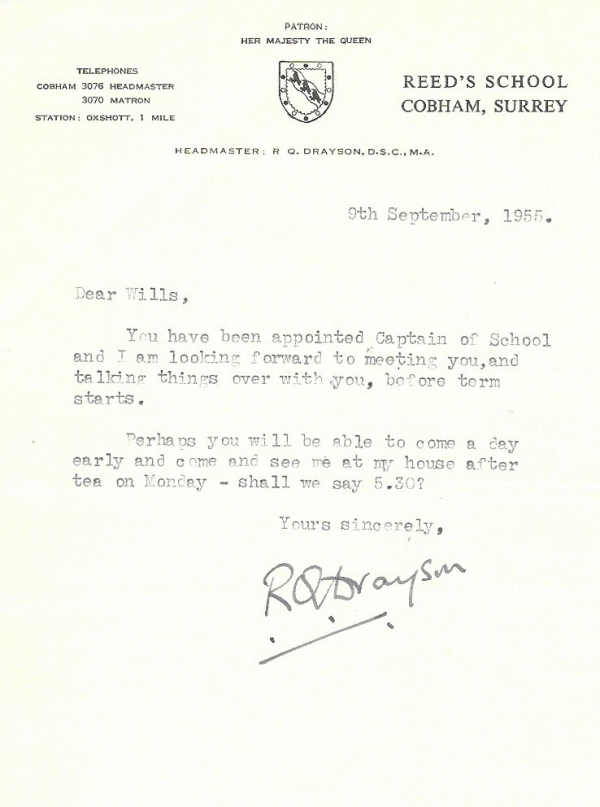 PATRON:
HER MAJESTY THE QUEEN
TELEPHONES
COBHAM 3076 HEADMASTER
3070 MATRON
STATION: OXSHOTT, 1 MILE
REED'S SCHOOL
COBHAM, SURREY
HEADMASTER: R Q. DRAYSON, D.S.C., M.A.
9th September, 1955.
Dear Wills,
You have been appointed Captain of School
and I am looking forward to meeting you,and
talking things over with you, before term
starts.
Perhaps you will be able to come a day
early and come and see me at my house after
tea on Monday - shall we say 5.30?
Yours sincerely,
RQDrayson